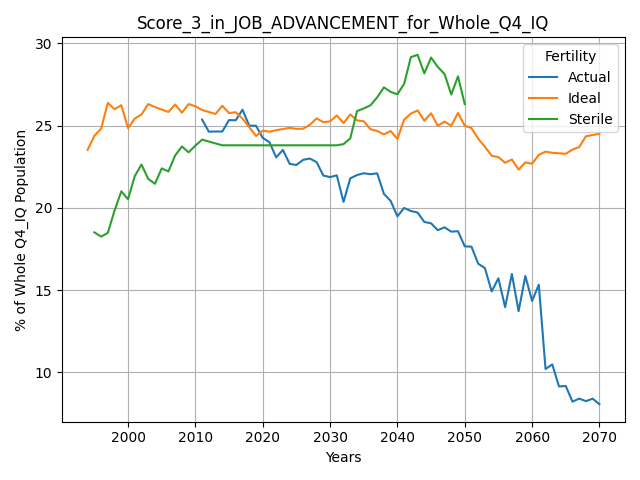 Score_3_in_JOB_ADVANCEMENT_for_Whole_Q4_IQ
% of Whole Q4_IQ Population
30
25
20
15
10
Fertility
Actual
Ideal
Sterile
2000 2010 2020 2030 2040 2050 2060 2070
Years